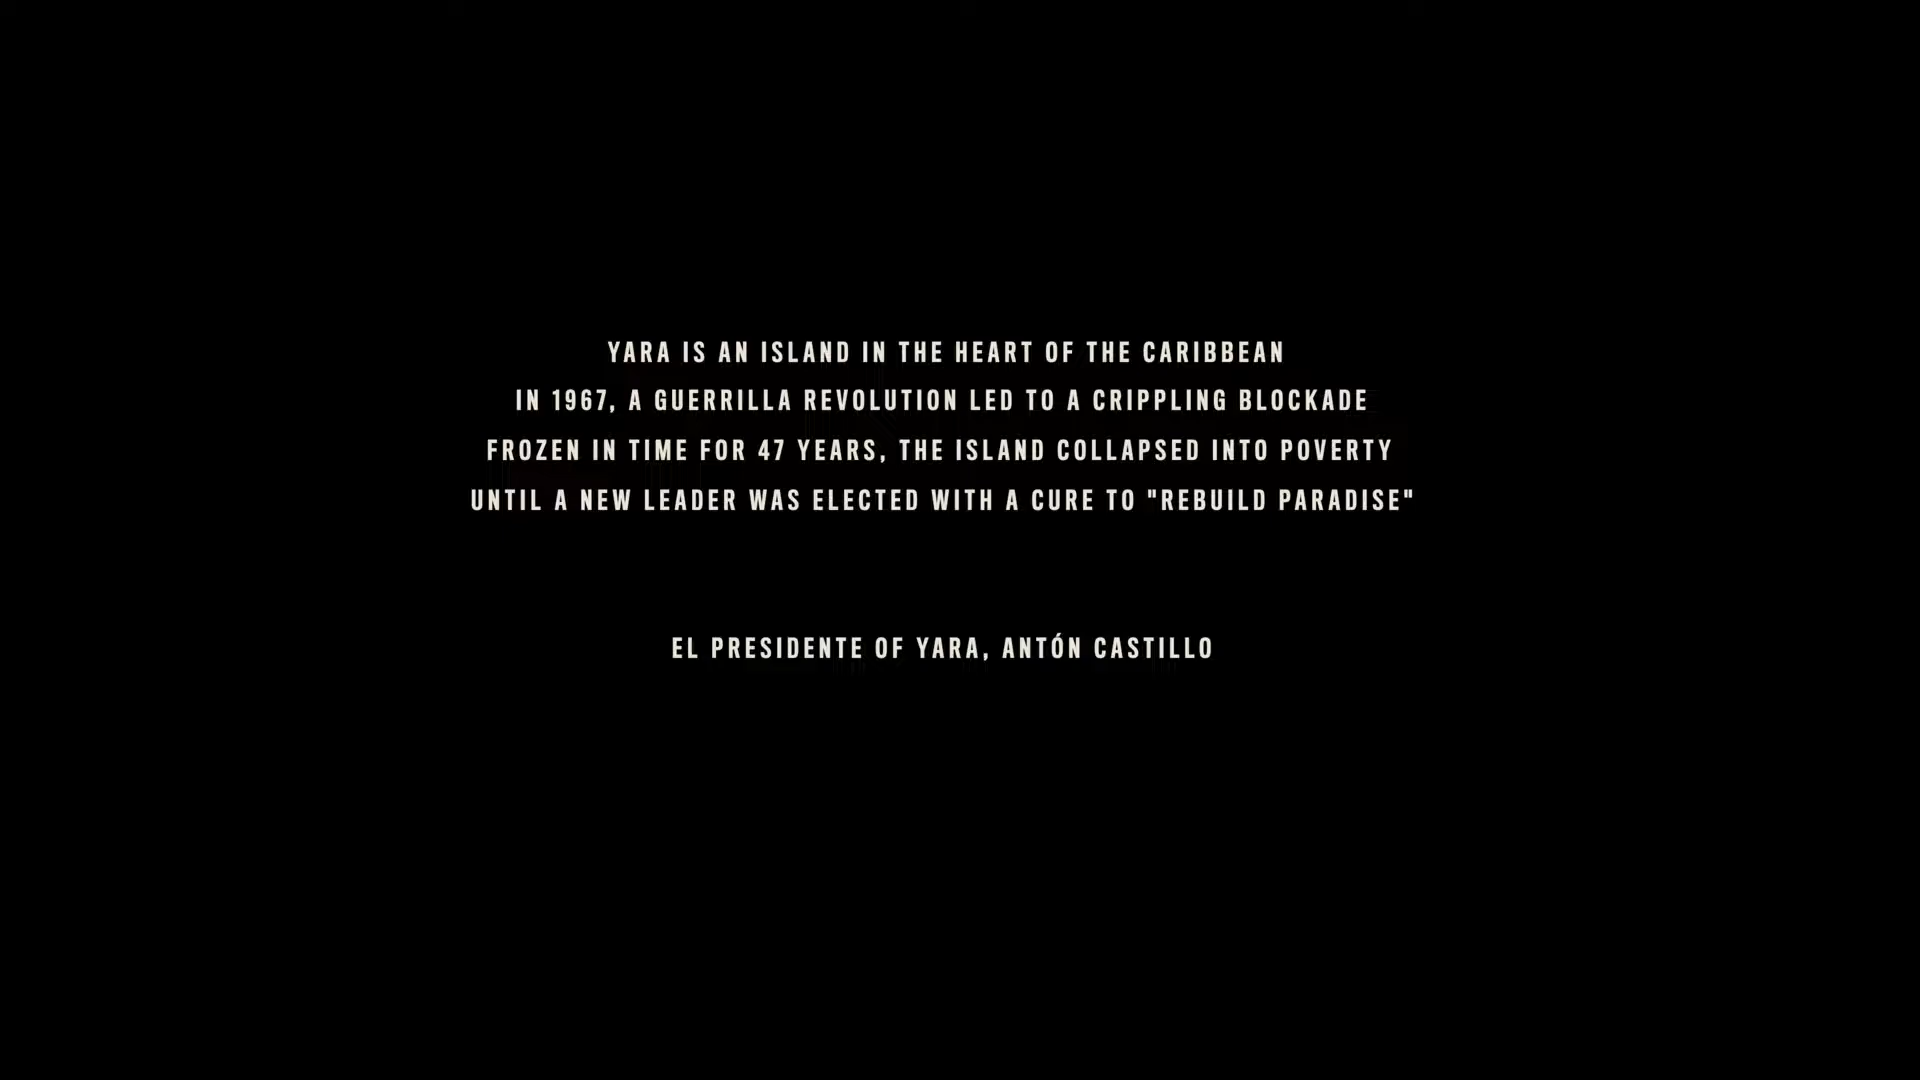 YARA IS AN ISLAND IN THE HEART OF THE CARIBBEAN
IN 1967, A GUERRILLA REVOLUTION LED TO A CRIPPLING BLOCKADE
FROZEN IN TIME FOR 47 YEARS, THE ISLAND COLLAPSED INTO POVERTY
UNTIL A NEW LEADER WAS ELECTED WITH A CURE TO "REBUILD PARADISE"
EL PRESIDENTE OF YARA, ANTÓN CASTILLO